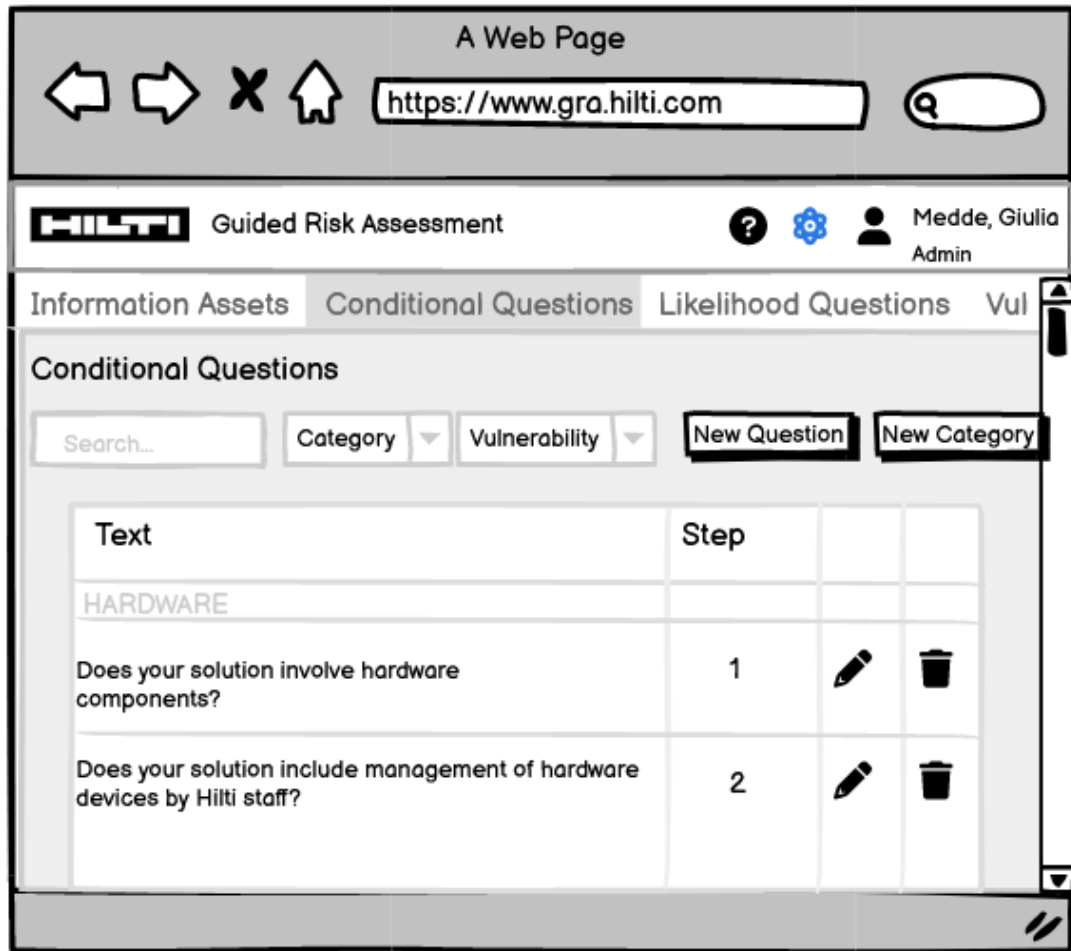 A Web Page
https://www.gra.hilti.com
HILTI Guided Risk Assessment
Medde, Giulia
Admin
Information Assets Conditional Questions Likelihood Questions Vul
Conditional Questions
Search... Category Vulnerability New Question New Category
Text Step
HARDWARE
Does your solution involve hardware
components?
1
Does your solution include management of hardware
devices by Hilti staff?
2